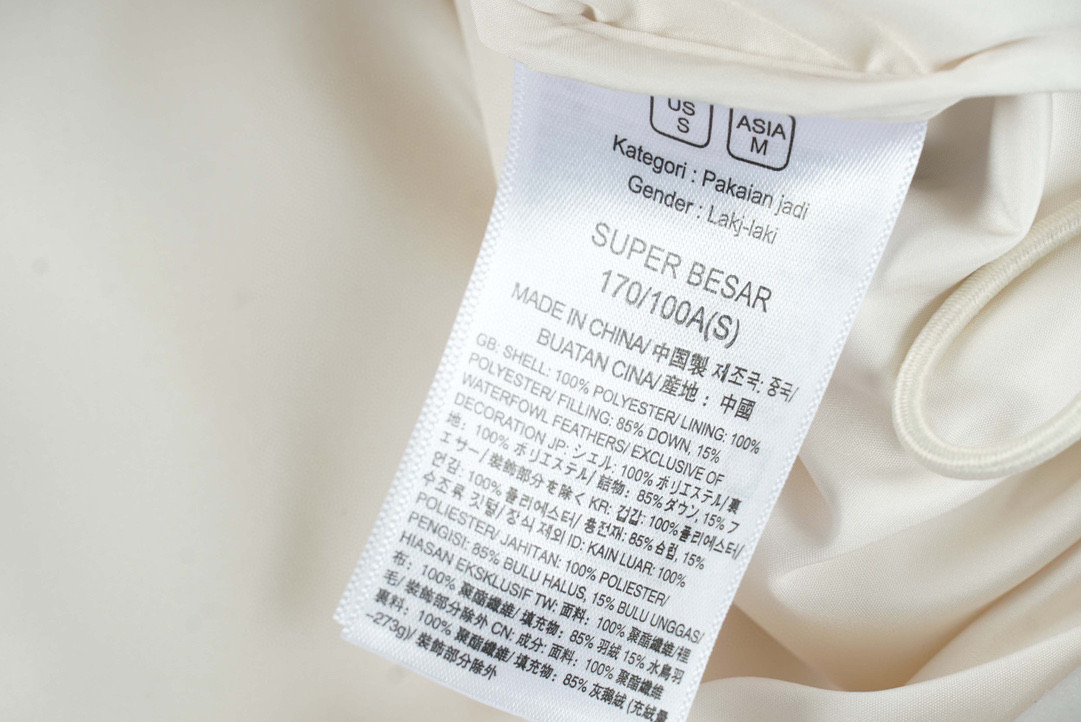 US
S
ASIA
M
Kategori : Pakaian jadi
Gender : Lakj-laki
SUPER BESAR
170/100A(S)
MADE IN CHINA/ 中国製 제조국: 중국/
BUATAN CINA/ 產地： 中國
GB: SHELL: 100% POLYESTER/ LINING: 100%
POLYESTER/ FILLING: 85% DOWN, 15%
WATERFOWL FEATHERS/ EXCLUSIVE OF
DECORATION JP: シェル: 100% ポリエステル/ 裏
地： 100% ポリエステル/ 詰物： 85%ダウン, 15% フ
ェザー/ 装飾部分を除く KR: 겉감: 100% 폴리에스터/
안감: 100% 폴리에스터/ 충전재: 85% 솜털, 15%
수조류 깃털/ 장식 제외 ID: KAIN LUAR: 100%
POLIESTER/ JAHITAN: 100% POLIESTER/
PENGISI: 85% BULU HALUS, 15% BULU UNGGAS/
HIASAN EKSKLUSIF TW: 面料： 100% 聚酯纖維/ 裡
布： 100% 聚酯纖維/ 填充物： 85% 羽絨 15% 水鳥羽
毛/ 裝飾部分除外 CN: 成分: 面料： 100% 聚酯纖維
裏料： 100% 聚酯纖維/ 填充物： 85% 灰鹅絨 (充绒量
~273g)/ 裝飾部分除外